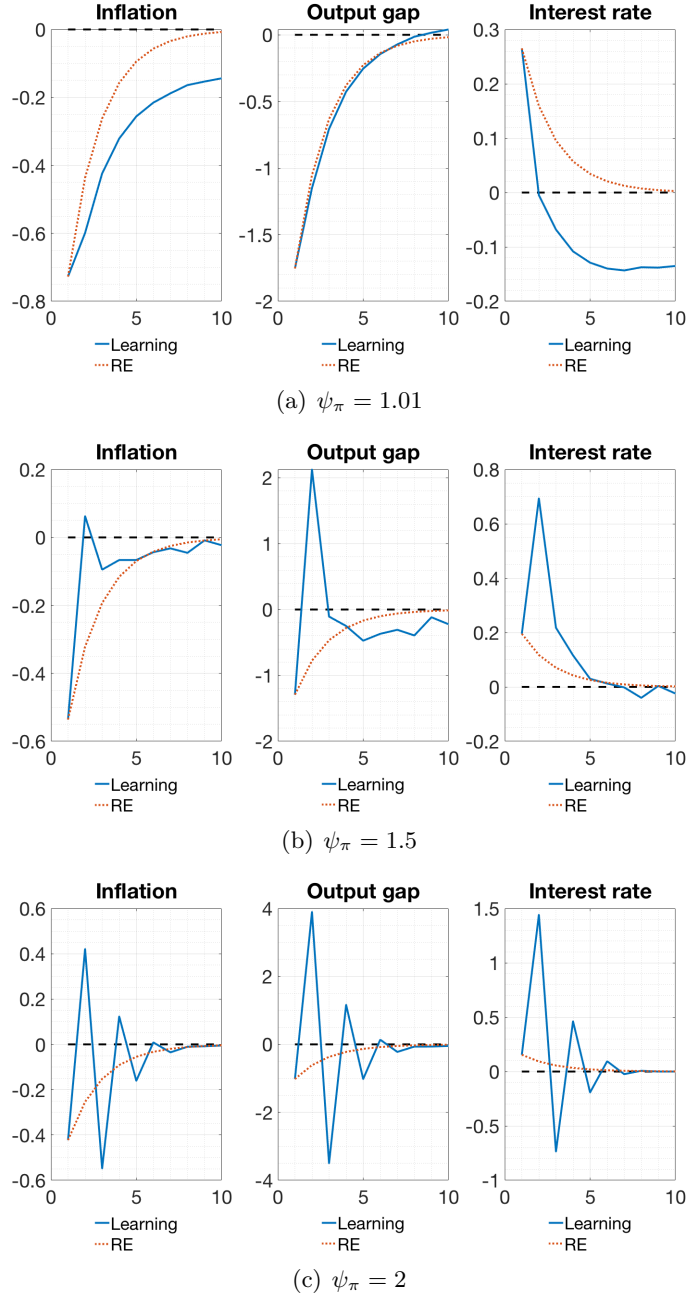 Inflation
Output gap
Interest rate
0
-0.2
-0.4
-0.6
-0.8
0 5 10
Learning
RE
0
-0.5
-1
-1.5
-2
0 5 10
Learning
RE
0.3
0.2
0.1
0
-0.1
-0.2
0 5 10
Learning
RE
(a) ψπ = 1.01
Inflation
Output gap
Interest rate
0.2
0
-0.2
-0.4
-0.6
0 5 10
Learning
RE
2
1
0
-1
-2
0 5 10
Learning
RE
0.8
0.6
0.4
0.2
0
-0.2
0 5 10
Learning
RE
(b) ψπ = 1.5
Inflation
Output gap
Interest rate
0.6
0.4
0.2
0
-0.2
-0.4
-0.6
0 5 10
Learning
RE
4
2
0
-2
-4
0 5 10
Learning
RE
1.5
1
0.5
0
-0.5
-1
0 5 10
Learning
RE
(c) ψπ = 2